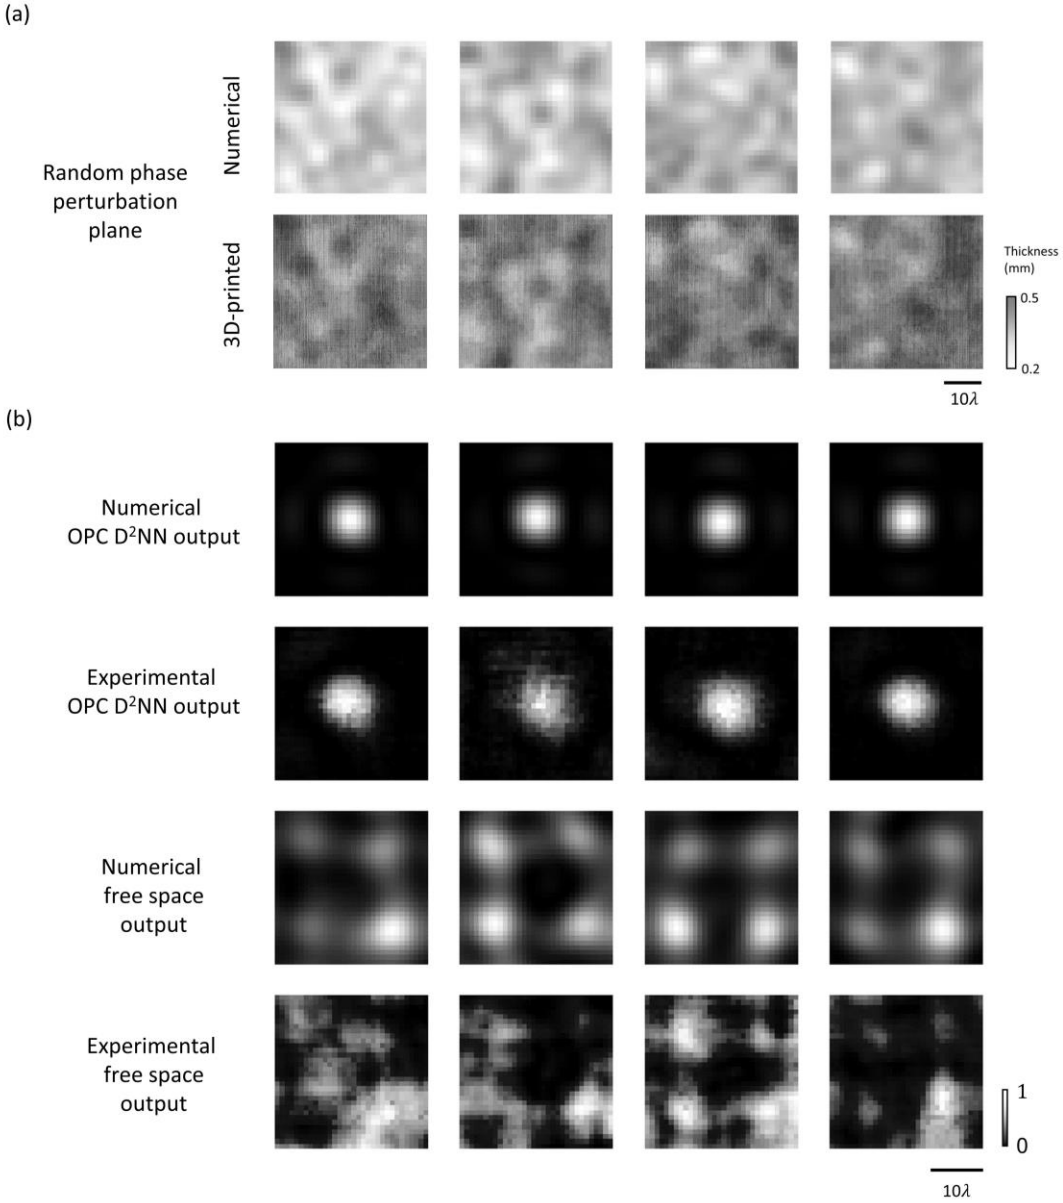 (a)
Numerical
Random phase
perturbation
plane
3D-printed
Thickness
(mm)
0.5
0.2
10λ
(b)
Numerical
OPC D²NN output
Experimental
OPC D²NN output
Numerical
free space
output
Experimental
free space
output
1
0
10λ